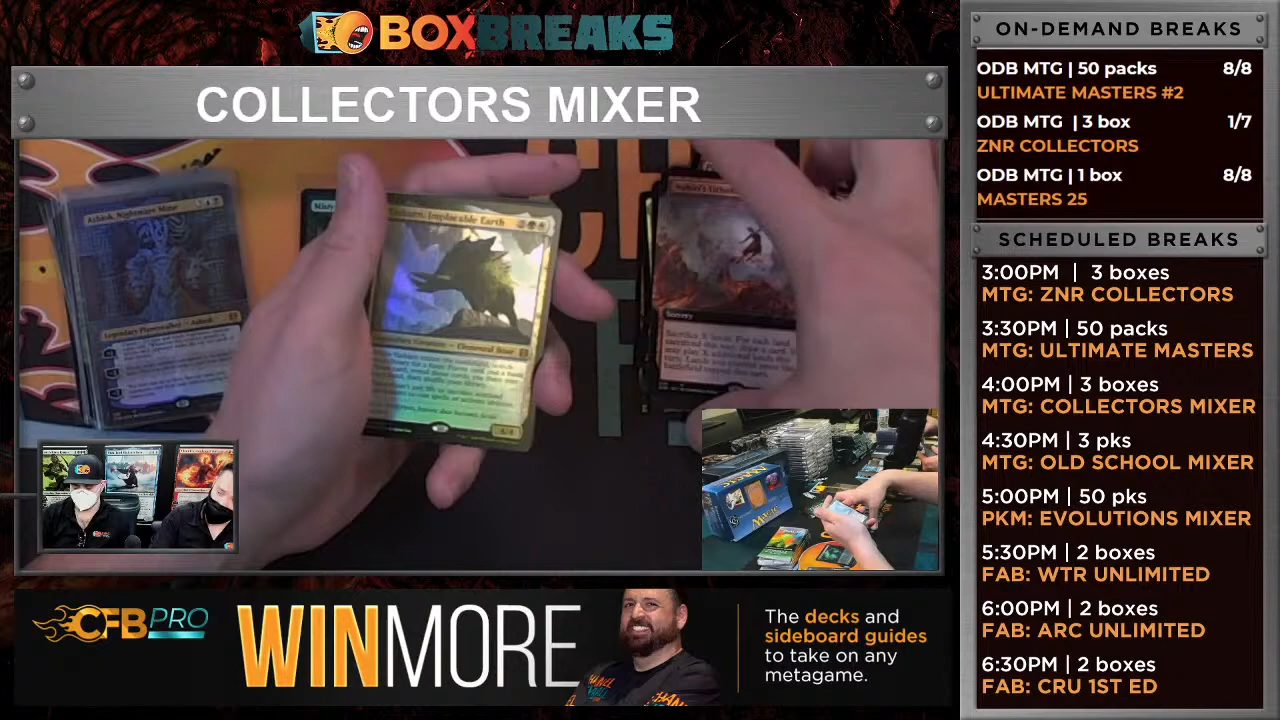 BOXBREAKS
COLLECTORS MIXER
Ashiok, Nightmare Muse
Legendary Planeswalker – Ashiok
Implacable Earth
Elemental Boar
Sorcery
MAGIC
CFBPRO
WINMORE
The decks and
sideboard guides
to take on any
metagame.
ON-DEMAND BREAKS
ODB MTG | 50 packs 8/8
ULTIMATE MASTERS #2
ODB MTG | 3 box 1/7
ZNR COLLECTORS
ODB MTG | 1 box 8/8
MASTERS 25
SCHEDULED BREAKS
3:00PM | 3 boxes
MTG: ZNR COLLECTORS
3:30PM | 50 packs
MTG: ULTIMATE MASTERS
4:00PM | 3 boxes
MTG: COLLECTORS MIXER
4:30PM | 3 pks
MTG: OLD SCHOOL MIXER
5:00PM | 50 pks
PKM: EVOLUTIONS MIXER
5:30PM | 2 boxes
FAB: WTR UNLIMITED
6:00PM | 2 boxes
FAB: ARC UNLIMITED
6:30PM | 2 boxes
FAB: CRU 1ST ED